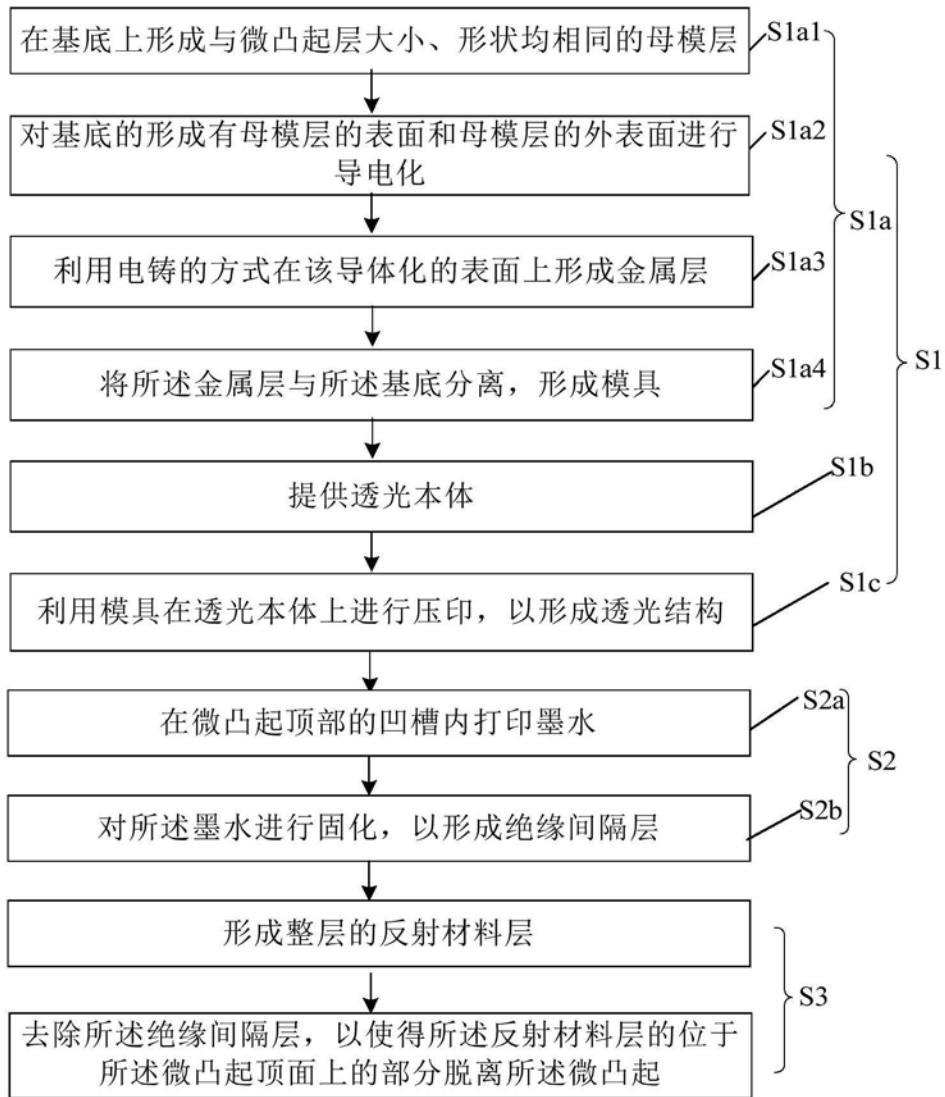 在基底上形成与微凸起层大小、形状均相同的母模层
S1a1
对基底的形成有母模层的表面和母模层的外表面进行
导电化
S1a2
S1a
利用电铸的方式在该导体化的表面上形成金属层
S1a3
将所述金属层与所述基底分离，形成模具
S1a4
S1
提供透光本体
S1b
利用模具在透光本体上进行压印，以形成透光结构
S1c
在微凸起顶部的凹槽内打印墨水
S2a
S2
对所述墨水进行固化，以形成绝缘间隔层
S2b
形成整层的反射材料层
S3
去除所述绝缘间隔层，以使得所述反射材料层的位于
所述微凸起顶面上的部分脱离所述微凸起